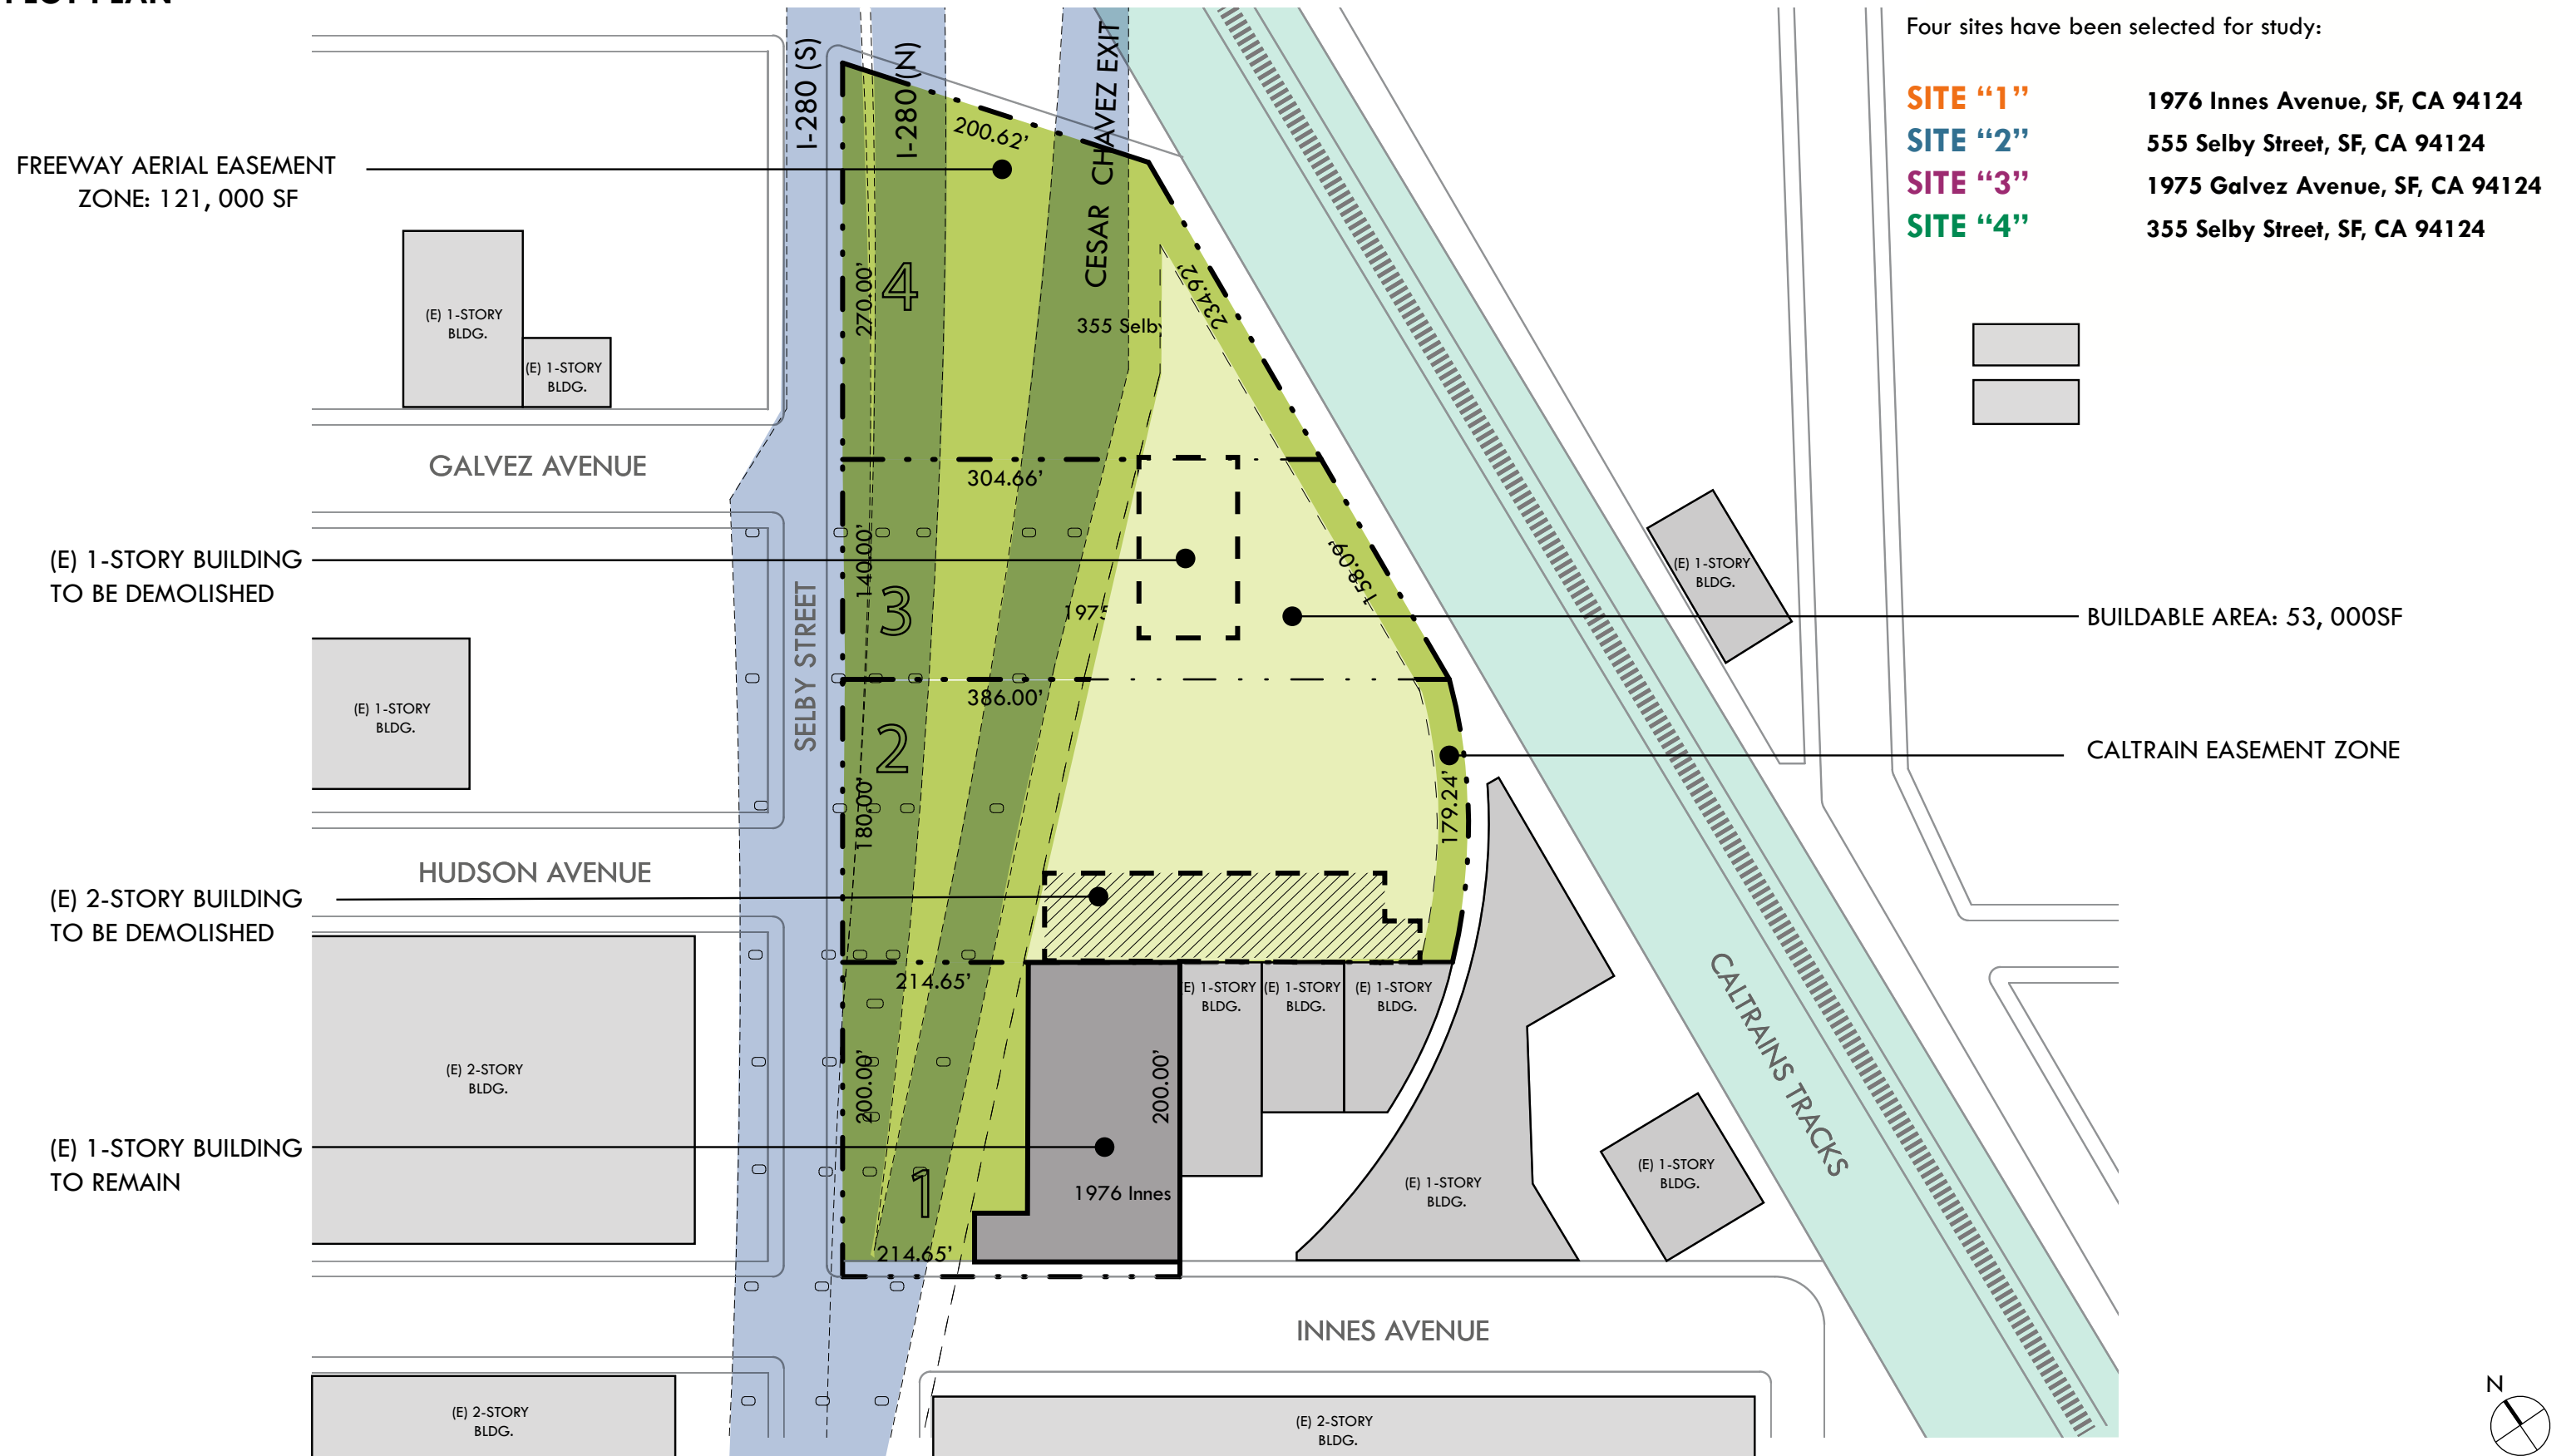 Four sites have been selected for study:
SITE “1” 1976 Innes Avenue, SF, CA 94124
SITE “2” 555 Selby Street, SF, CA 94124
SITE “3” 1975 Galvez Avenue, SF, CA 94124
SITE “4” 355 Selby Street, SF, CA 94124
I-280 (S)
I-280 (N)
CESAR CHAVEZ EXIT
200.62’
FREEWAY AERIAL EASEMENT
ZONE: 121, 000 SF
4
270.00’
234.92’
355 Selby
(E) 1-STORY
BLDG.
(E) 1-STORY
BLDG.
GALVEZ AVENUE
304.66’
(E) 1-STORY BUILDING
TO BE DEMOLISHED
140.00’
158.09’
(E) 1-STORY
BLDG.
3
1975
BUILDABLE AREA: 53, 000SF
SELBY STREET
386.00’
(E) 1-STORY
BLDG.
2
CALTRAIN EASEMENT ZONE
180.00’
179.24’
HUDSON AVENUE
(E) 2-STORY BUILDING
TO BE DEMOLISHED
214.65’
E) 1-STORY
BLDG.
(E) 1-STORY
BLDG.
(E) 1-STORY
BLDG.
CALTRAINS TRACKS
(E) 2-STORY
BLDG.
200.00’
200.00’
(E) 1-STORY BUILDING
TO REMAIN
1
1976 Innes
(E) 1-STORY
BLDG.
(E) 1-STORY
BLDG.
214.65’
INNES AVENUE
(E) 2-STORY
BLDG.
(E) 2-STORY
BLDG.
N